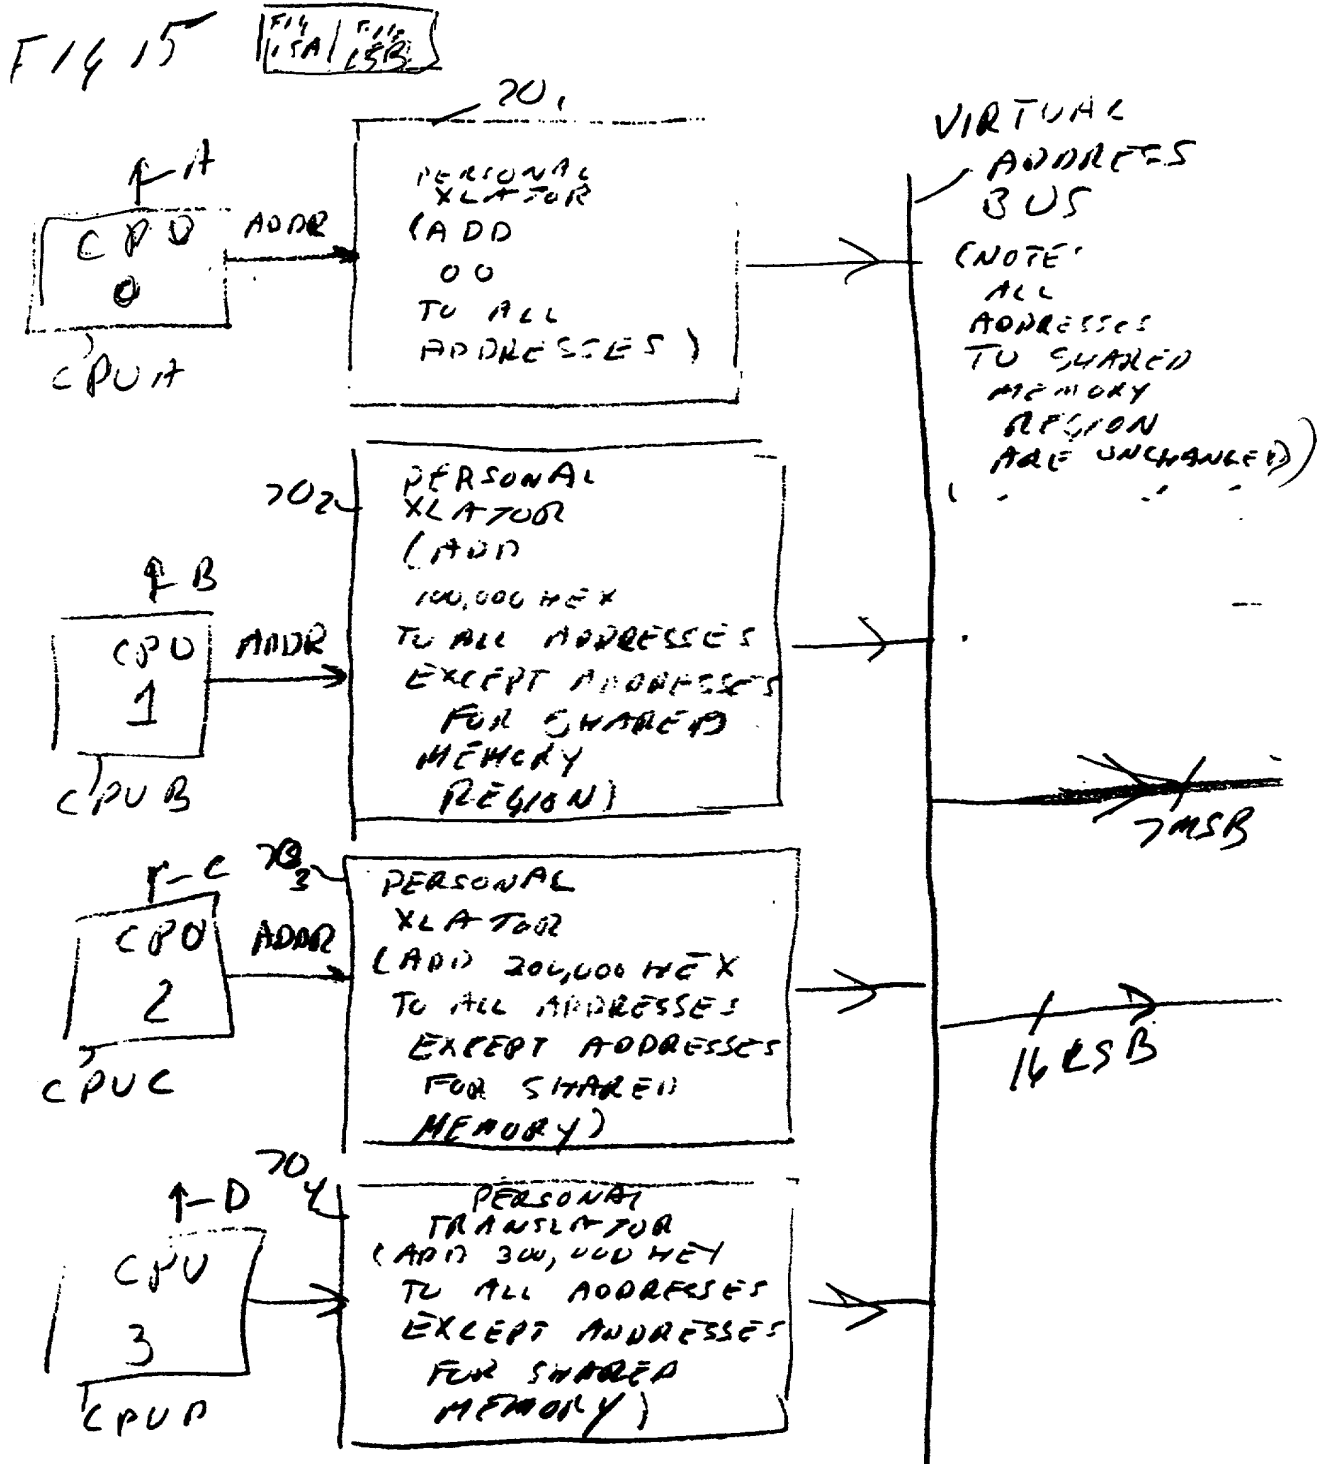 FIG 15
FIG FIG
15A 15B
70₁
A
CPU
0
CPU A
ADDR
PERSONAL
XLATOR
(ADD
00
TO ALL
ADDRESSES)
VIRTUAL
ADDRESS
BUS
(NOTE:
ALL
ADDRESSES
TO SHARED
MEMORY
REGION
ARE UNCHANGED)
70₂
B
CPU
1
CPU B
ADDR
PERSONAL
XLATOR
(ADD
100,000 HEX
TO ALL ADDRESSES
EXCEPT ADDRESSES
FOR SHARED
MEMORY
REGION)
7 MSB
70₃
C
CPU
2
CPU C
ADDR
PERSONAL
XLATOR
(ADD 200,000 HEX
TO ALL ADDRESSES
EXCEPT ADDRESSES
FOR SHARED
MEMORY)
16 LSB
70₄
D
CPU
3
CPU D
PERSONAL
TRANSLATOR
(ADD 300,000 HEX
TO ALL ADDRESSES
EXCEPT ADDRESSES
FOR SHARED
MEMORY)